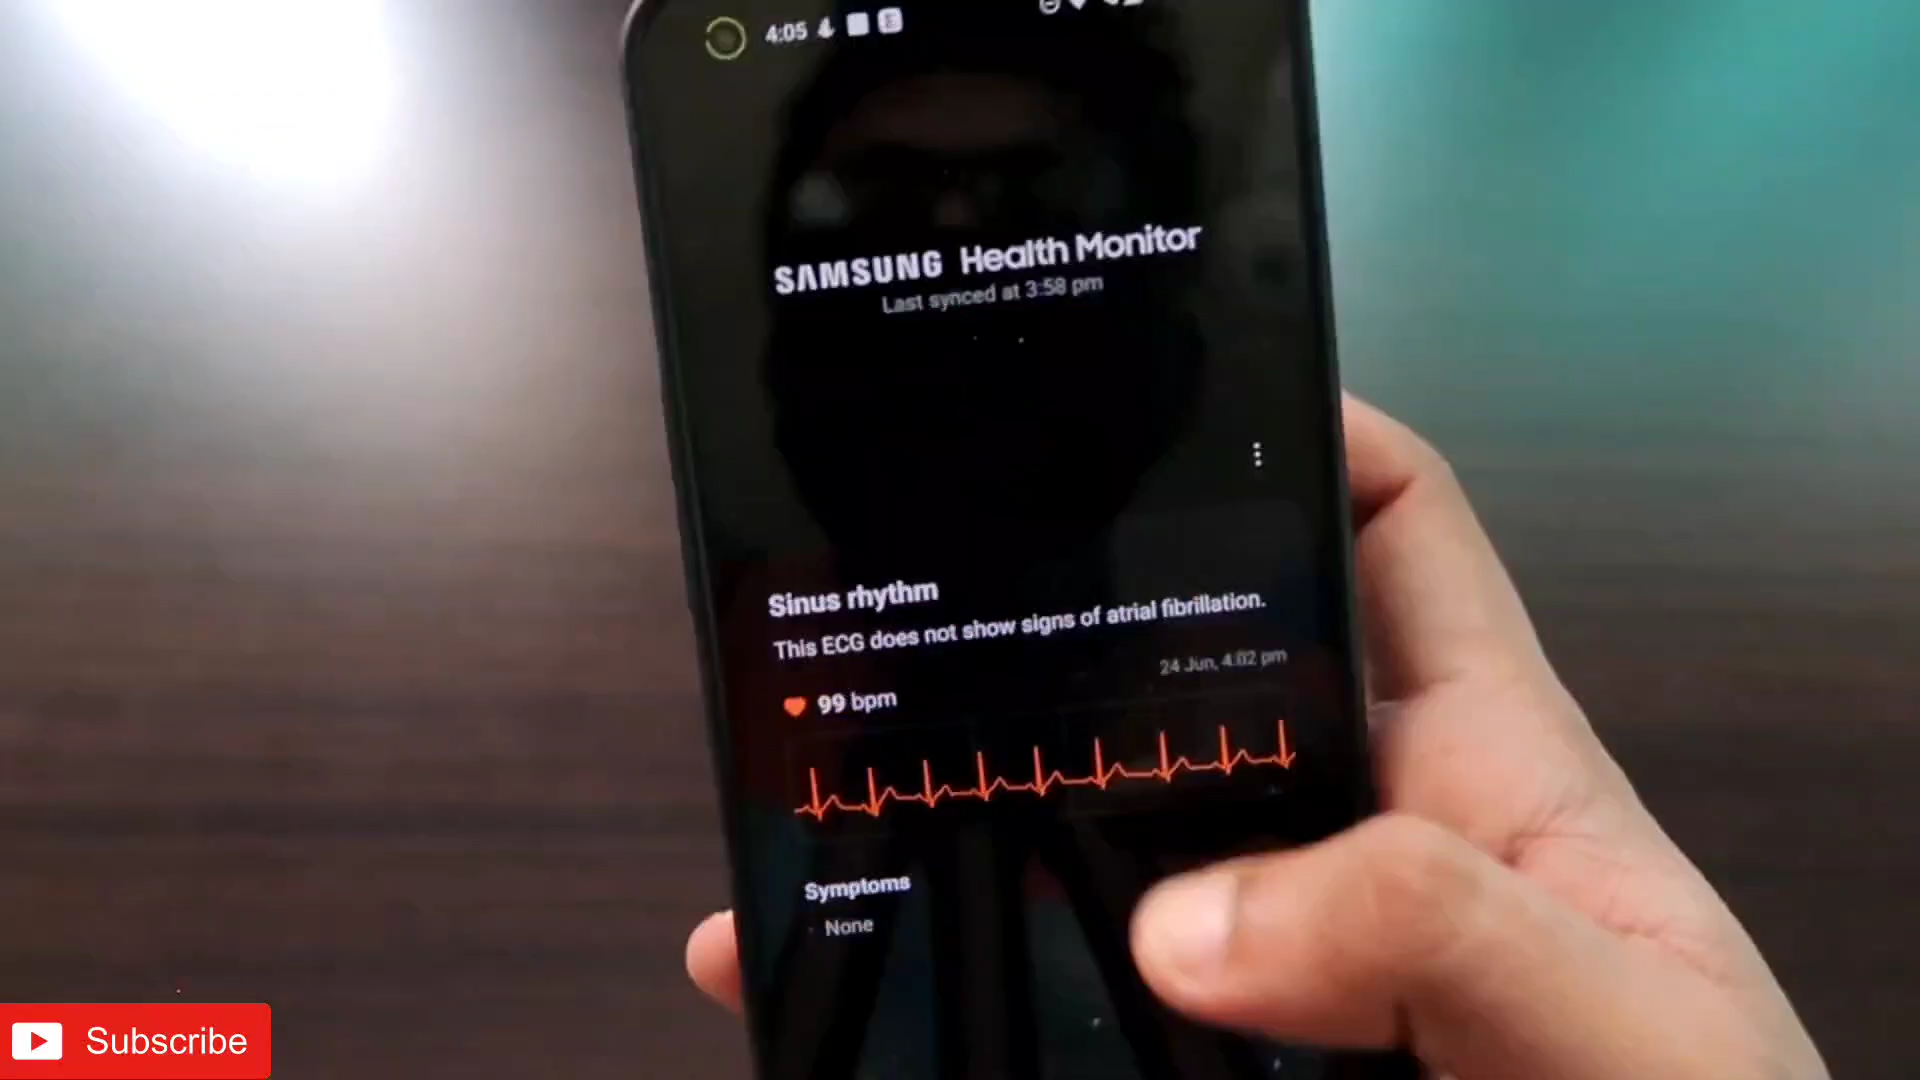 4:05
SAMSUNG Health Monitor
Last synced at 3:58 pm
Sinus rhythm
This ECG does not show signs of atrial fibrillation.
24 Jun, 4:02 pm
99 bpm
Symptoms
None
Subscribe